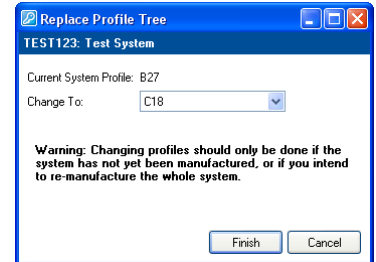 Replace Profile Tree
TEST123: Test System
Current System Profile: B27
Change To: C18
Warning: Changing profiles should only be done if the
system has not yet been manufactured, or if you intend
to re-manufacture the whole system.
Finish Cancel